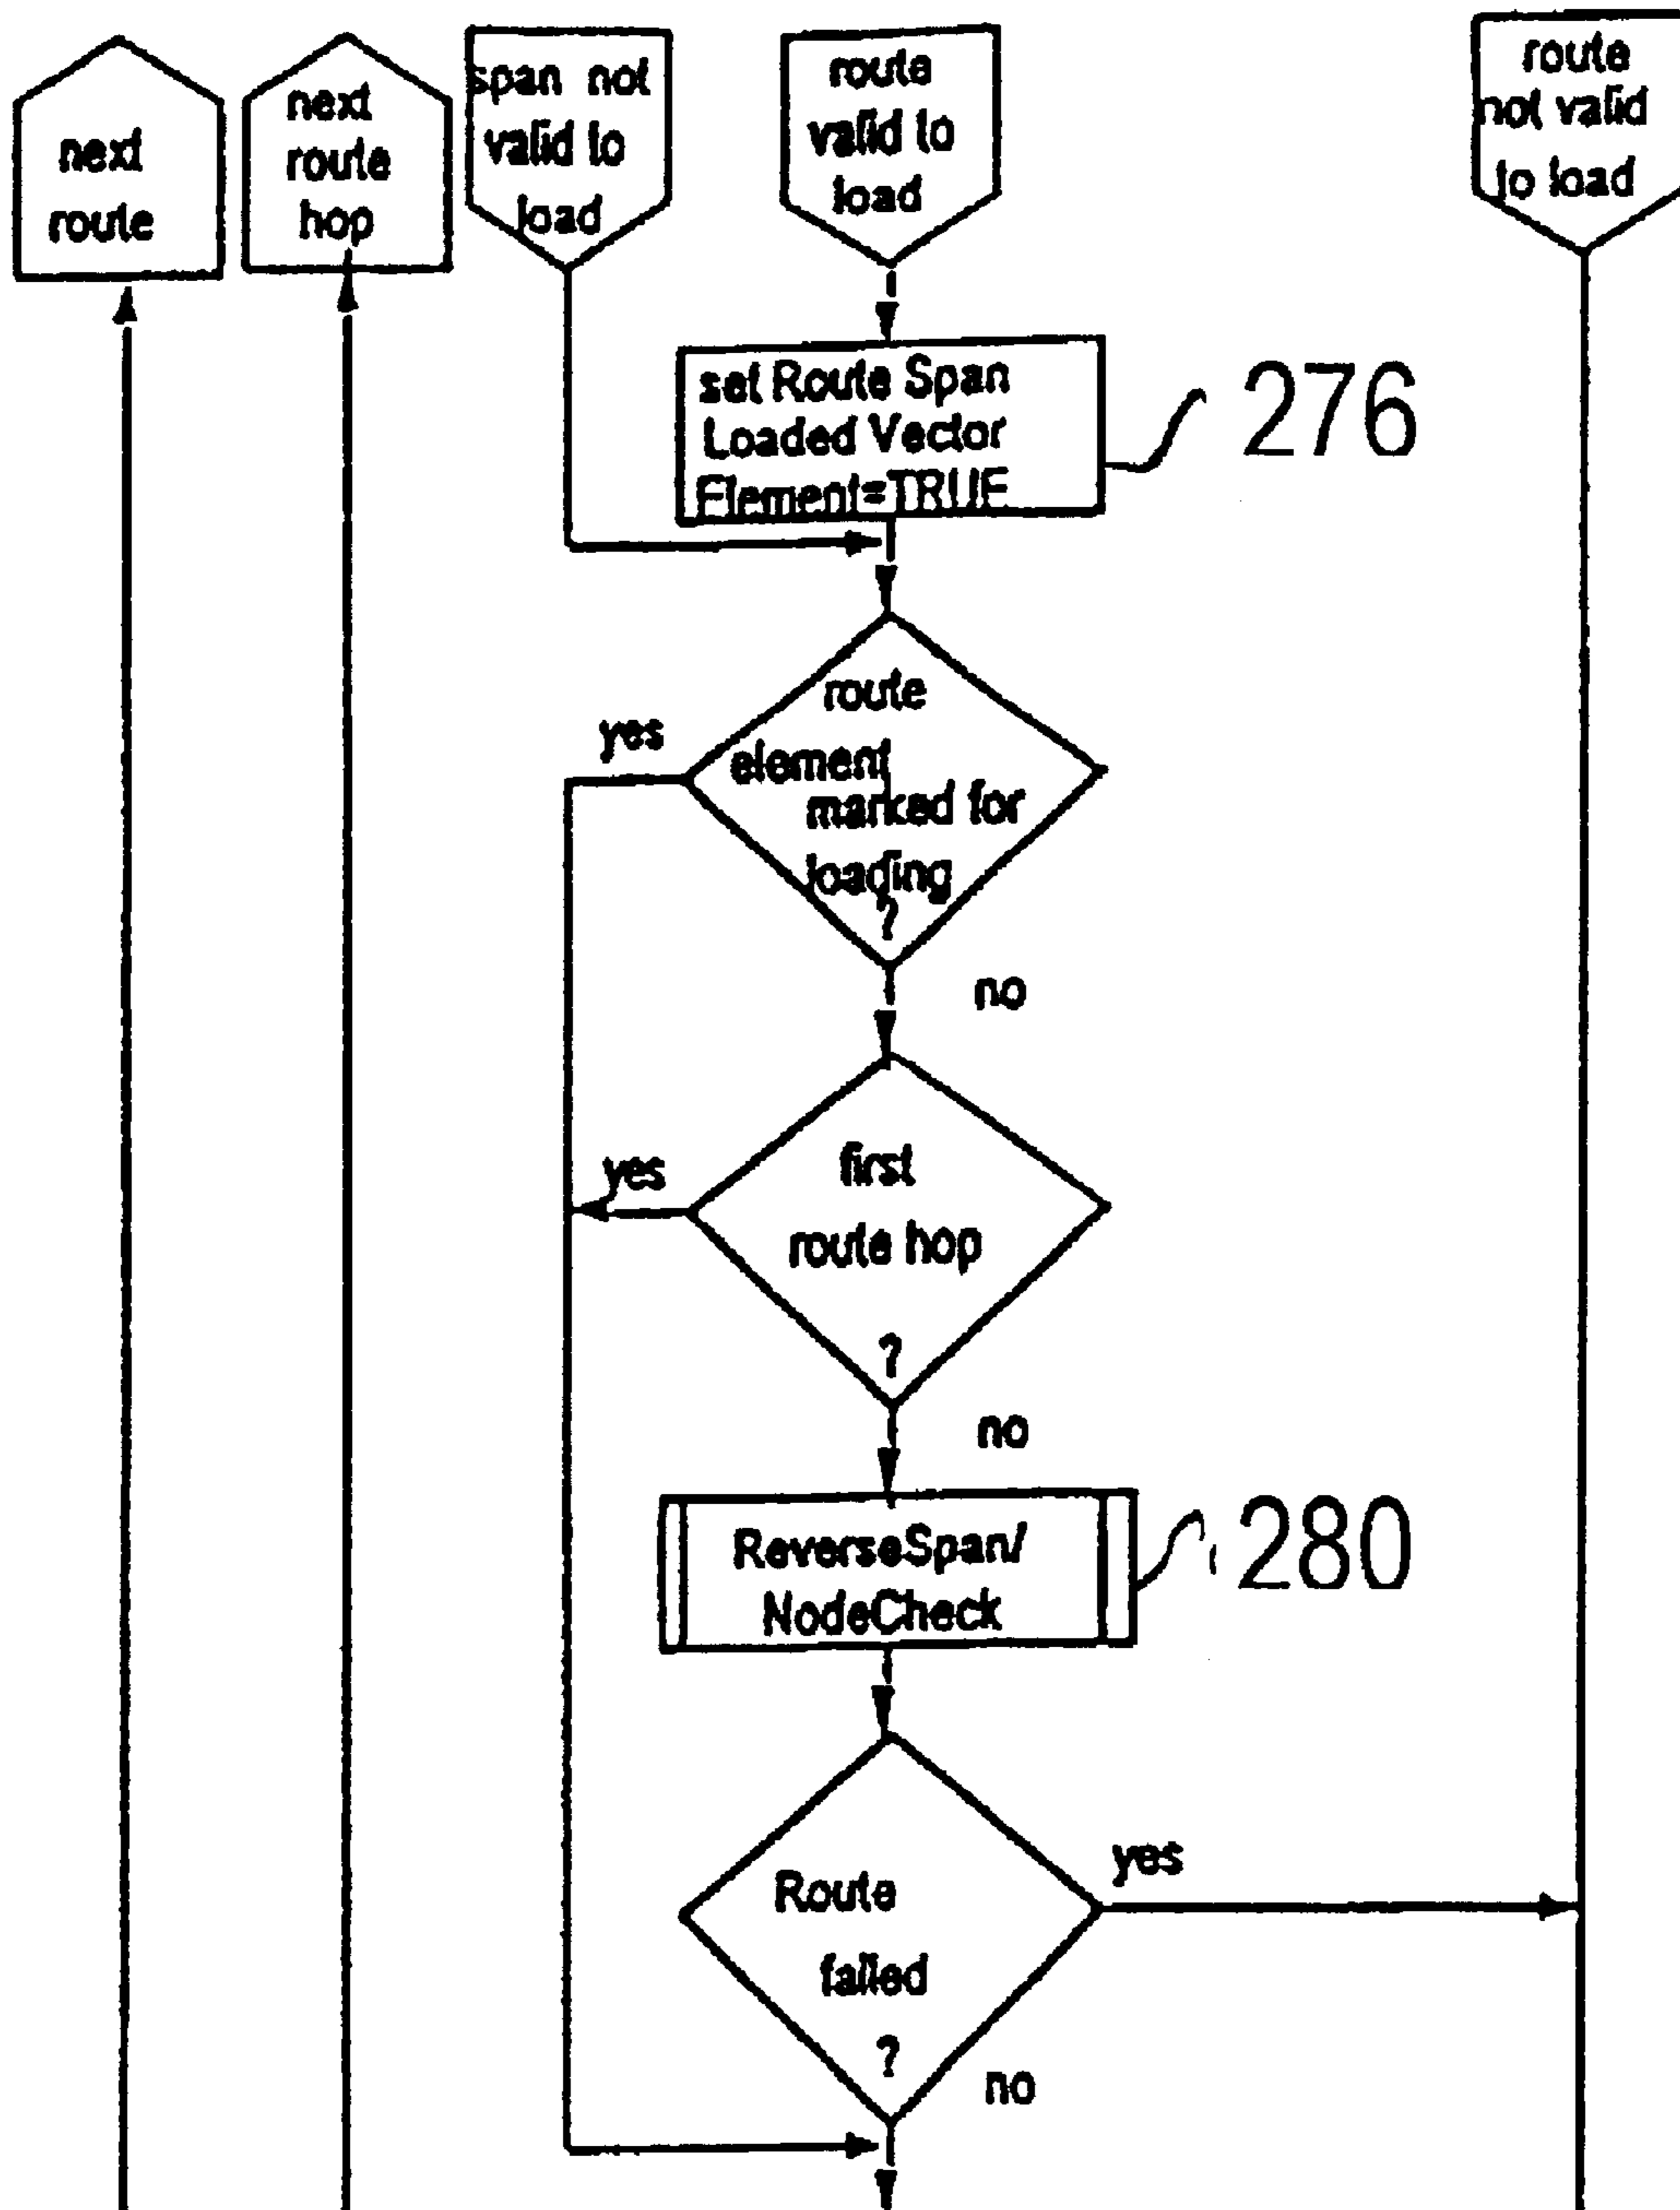 next
route
next
route
hop
span not
valid to
load
route
valid to
load
route
not valid
to load
set Route Span
Loaded Vector
Element=TRUE
276
route
element
marked for
loading
?
yes
no
first
route hop
?
yes
no
ReverseSpan/
NodeCheck
280
Route
failed
?
yes
no